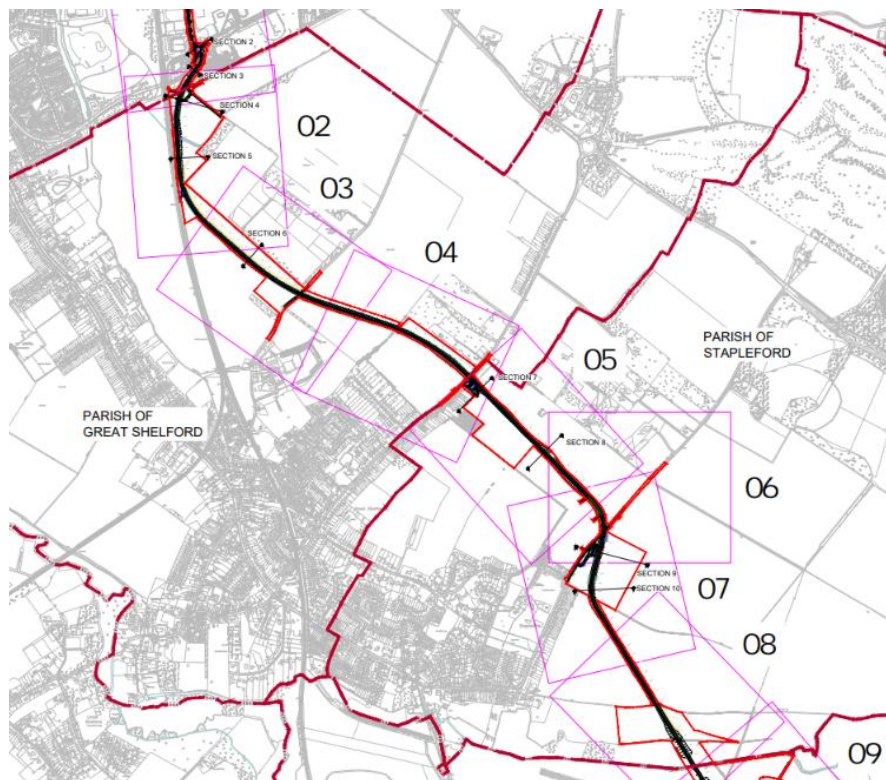 SECTION 2
SECTION 3
SECTION 4
02
SECTION 5
03
SECTION 6
04
PARISH OF
STAPLEFORD
05
SECTION 7
PARISH OF
GREAT SHELFORD
SECTION 8
06
SECTION 9
07
SECTION 10
08
09